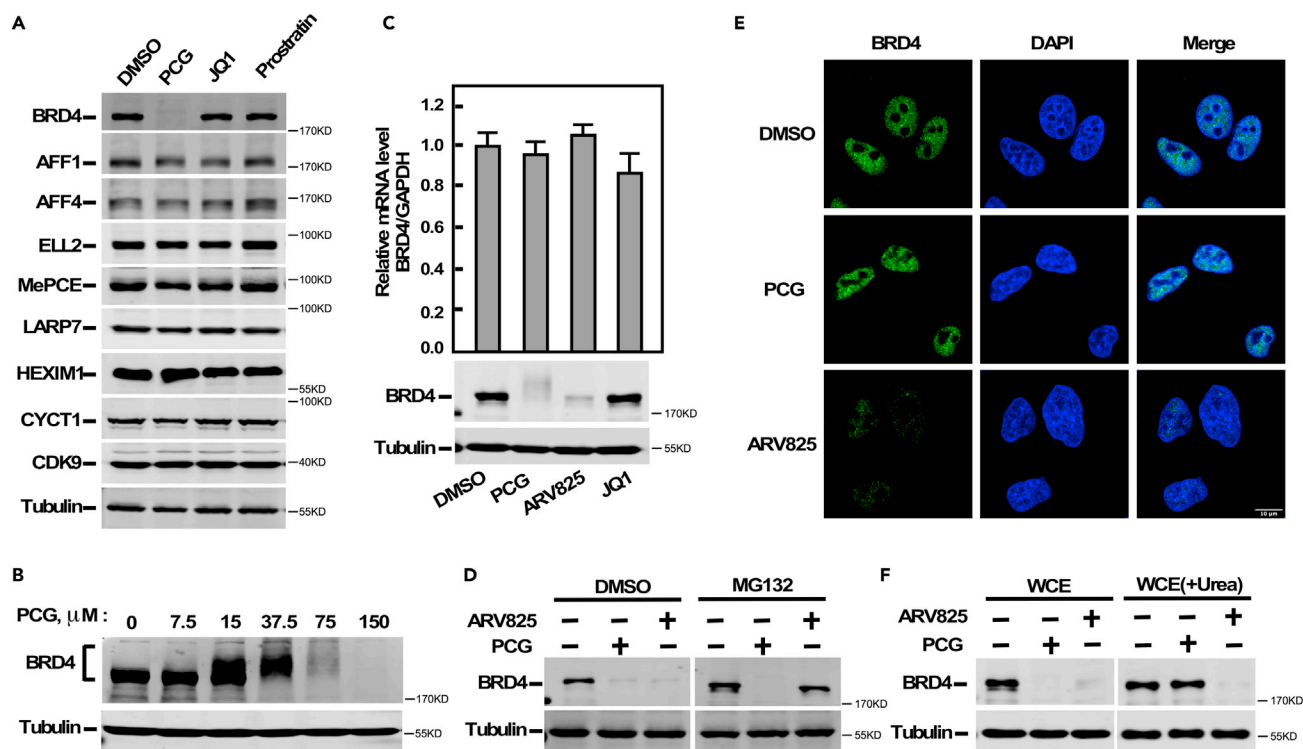 A
DMSO PCG JQ1 Prostratin
BRD4
170KD
AFF1
170KD
AFF4
170KD
ELL2
100KD
MePCE
100KD
100KD
LARP7
HEXIM1
55KD
100KD
CYCT1
CDK9
40KD
Tubulin
55KD
B
PCG, μM :
0 7.5 15 37.5 75 150
BRD4
170KD
Tubulin
55KD
C
Relative mRNA level
BRD4/GAPDH
1.2
1.0
0.8
0.6
0.4
0.2
0.0
BRD4
170KD
Tubulin
55KD
DMSO PCG ARV825 JQ1
D
DMSO MG132
ARV825 − − + − − +
PCG − + − − + −
BRD4
170KD
Tubulin
55KD
E
BRD4 DAPI Merge
DMSO
PCG
ARV825
10 μm
F
WCE WCE(+Urea)
ARV825 − − + − − +
PCG − + − − + −
BRD4
170KD
Tubulin
55KD